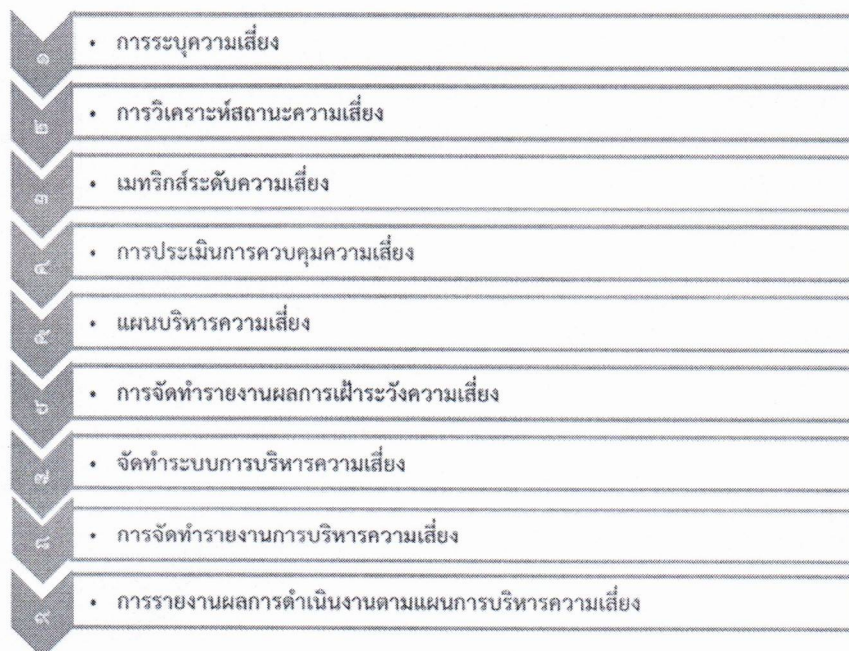 ๑ • การระบุความเสี่ยง
๒ • การวิเคราะห์สถานะความเสี่ยง
๓ • เมทริกส์ระดับความเสี่ยง
๔ • การประเมินการควบคุมความเสี่ยง
๕ • แผนบริหารความเสี่ยง
๖ • การจัดทำรายงานผลการเฝ้าระวังความเสี่ยง
๗ • จัดทำระบบการบริหารความเสี่ยง
๘ • การจัดทำรายงานการบริหารความเสี่ยง
๙ • การรายงานผลการดำเนินงานตามแผนการบริหารความเสี่ยง